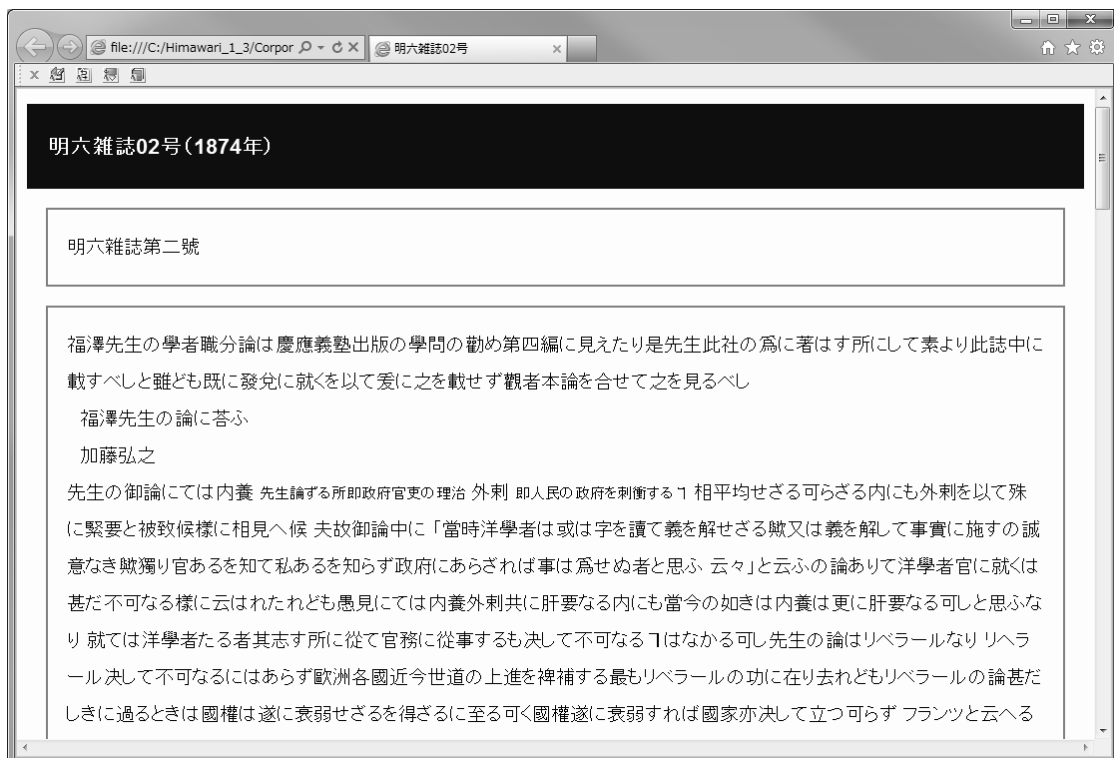 file:///C:/Himawari_1_3/Corpor
明六雑誌02号
明六雑誌02号(1874年)
明六雑誌第二號
福澤先生の學者職分論は慶應義塾出版の學問の勸め第四編に見えたり是先生此社の爲に著はす所にして素より此誌中に
載すべしと雖ども既に發兌に就くを以て爰に之を載せず觀者本論を合せて之を見るべし
福澤先生の論に荅ふ
加藤弘之
先生の御論にては内養 先生論ずる所即政府官吏の理治 外刺 即人民の政府を刺衝するヿ 相平均せざる可らざる内にも外刺を以て殊
に緊要と被致候樣に相見へ候 夫故御論中に「當時洋學者は或は字を讀て義を解せざる歟又は義を解して事實に施すの誠
意なき歟獨り官あるを知て私あるを知らず政府にあらざれば事は爲せぬ者と思ふ 云々」と云ふの論ありて洋學者官に就くは
甚だ不可なる樣に云はれたれども愚見にては内養外刺共に肝要なる内にも當今の如きは内養は更に肝要なる可しと思ふな
り 就ては洋學者たる者其志す所に從て官務に從事するも决して不可なるヿはなかる可し先生の論はリベラールなり リヘラ
ール决して不可なるにはあらず歐洲各國近今世道の上進を裨補する最もリベラールの功に在り去れどもリベラールの論甚だ
しきに過るときは國權は遂に衰弱せざるを得ざるに至る可く國權遂に衰弱すれば國家亦决して立つ可らず フランツと云へる